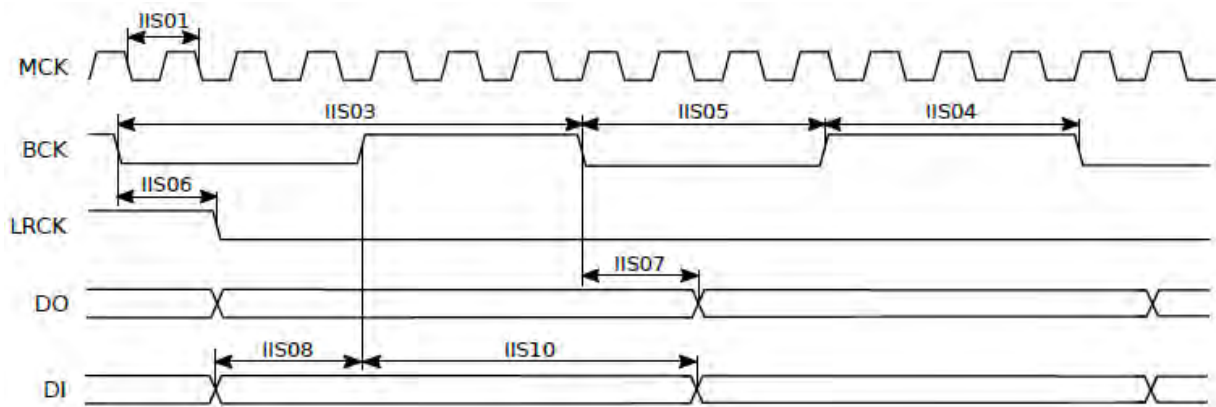 IIS01
MCK
IIS03
IIS05
IIS04
BCK
IIS06
LRCK
IIS07
DO
IIS08
IIS10
DI